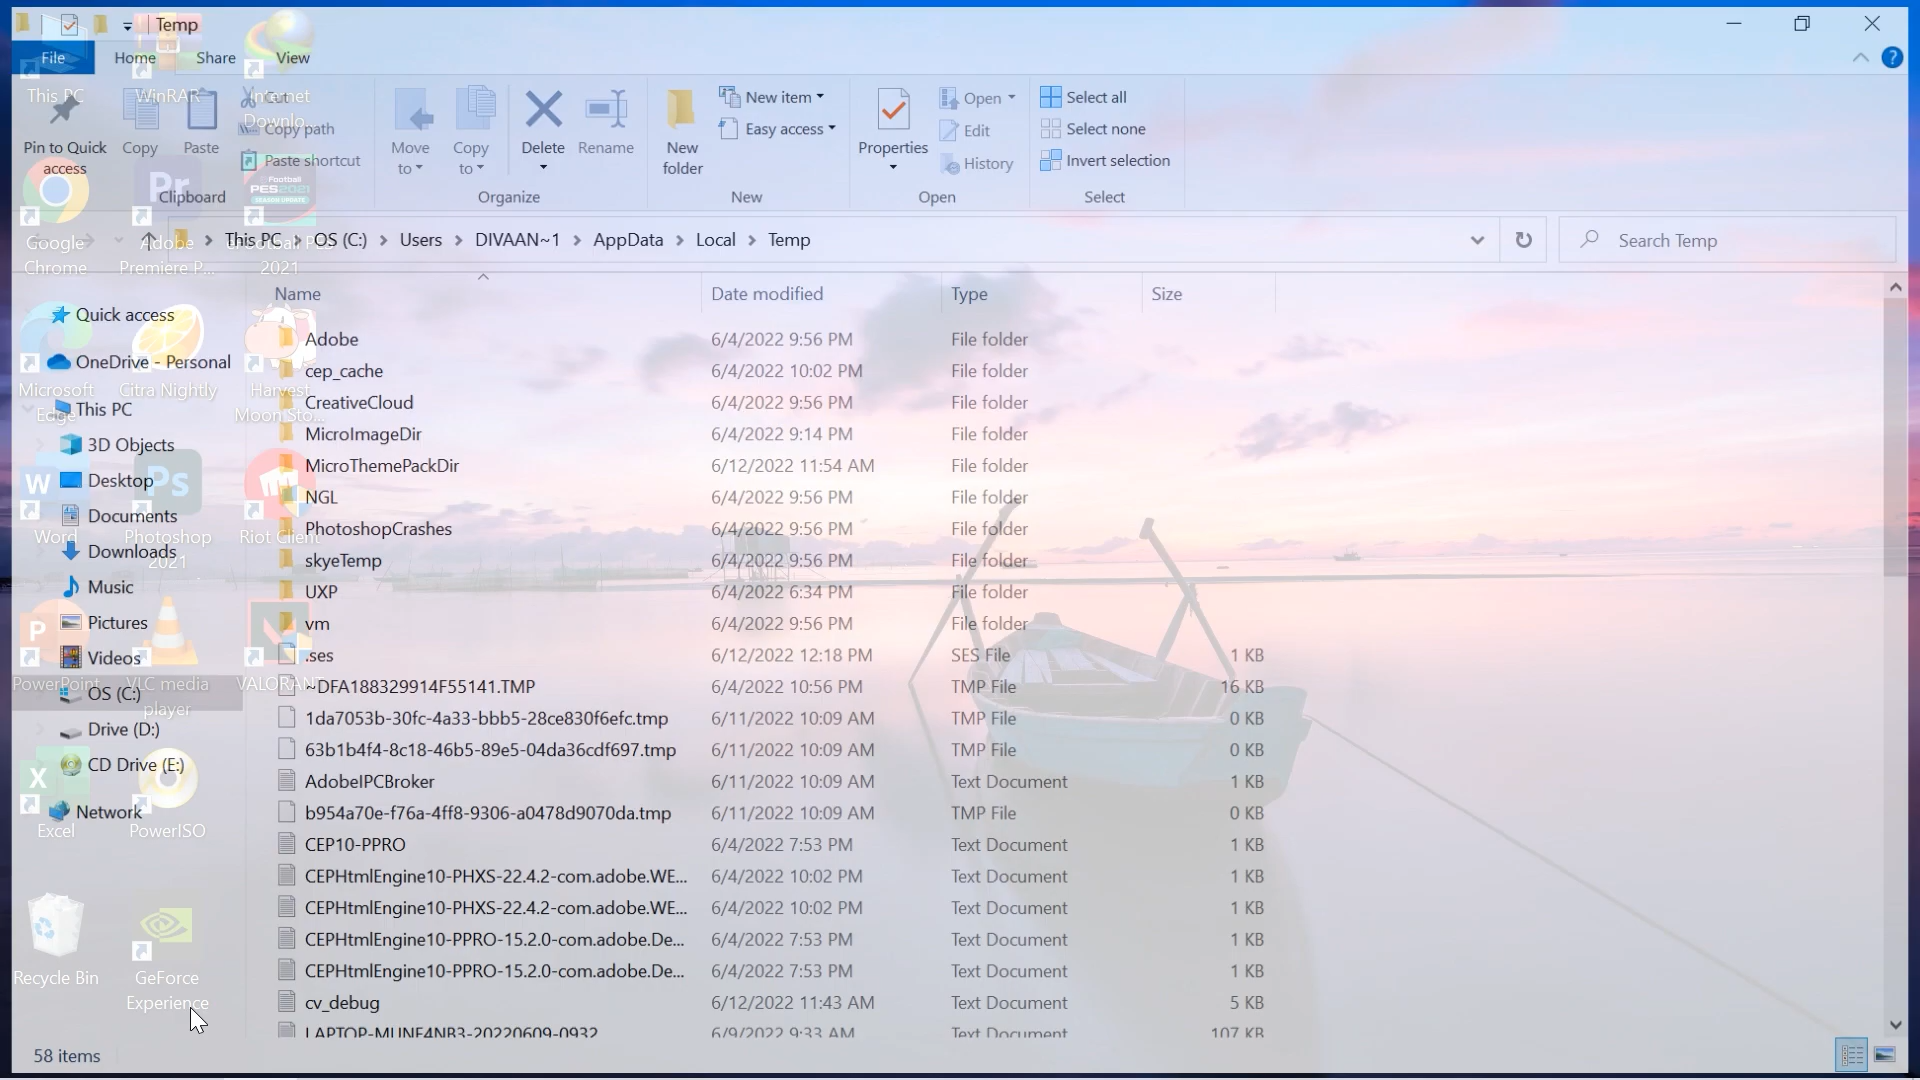 Temp
File Home Share View
This PC WinRAR Internet Downlo...
Pin to Quick access
Copy
Paste
Cut
Copy path
Paste shortcut
Clipboard
Move to
Copy to
Delete
Rename
Organize
New folder
New item
Easy access
New
Properties
Open
Edit
History
Open
Select all
Select none
Invert selection
Select
Google Chrome
Adobe Premiere P...
Football PES2021 SEASON UPDATE
2021
This PC OS (C:) Users DIVAAN~1 AppData Local Temp
Search Temp
Name Date modified Type Size
Quick access
OneDrive - Personal
This PC
3D Objects
Desktop
Documents
Downloads
Music
Pictures
Videos
OS (C:)
Drive (D:)
CD Drive (E:)
Network
Microsoft Edge
Citra Nightly
Harvest Moon Sto...
W
Word
Ps
Photoshop 2021
Riot Client
P
PowerPoint
VLC media player
VALORANT
X
Excel
PowerISO
Recycle Bin
GeForce Experience
Pr
Adobe 6/4/2022 9:56 PM File folder
cep_cache 6/4/2022 10:02 PM File folder
CreativeCloud 6/4/2022 9:56 PM File folder
MicroImageDir 6/4/2022 9:14 PM File folder
MicroThemePackDir 6/12/2022 11:54 AM File folder
NGL 6/4/2022 9:56 PM File folder
PhotoshopCrashes 6/4/2022 9:56 PM File folder
skyeTemp 6/4/2022 9:56 PM File folder
UXP 6/4/2022 6:34 PM File folder
vm 6/4/2022 9:56 PM File folder
.ses 6/12/2022 12:18 PM SES File 1 KB
~DFA188329914F55141.TMP 6/4/2022 10:56 PM TMP File 16 KB
1da7053b-30fc-4a33-bbb5-28ce830f6efc.tmp 6/11/2022 10:09 AM TMP File 0 KB
63b1b4f4-8c18-46b5-89e5-04da36cdf697.tmp 6/11/2022 10:09 AM TMP File 0 KB
AdobeIPCBroker 6/11/2022 10:09 AM Text Document 1 KB
b954a70e-f76a-4ff8-9306-a0478d9070da.tmp 6/11/2022 10:09 AM TMP File 0 KB
CEP10-PPRO 6/4/2022 7:53 PM Text Document 1 KB
CEPHtmlEngine10-PHXS-22.4.2-com.adobe.WE... 6/4/2022 10:02 PM Text Document 1 KB
CEPHtmlEngine10-PHXS-22.4.2-com.adobe.WE... 6/4/2022 10:02 PM Text Document 1 KB
CEPHtmlEngine10-PPRO-15.2.0-com.adobe.De... 6/4/2022 7:53 PM Text Document 1 KB
CEPHtmlEngine10-PPRO-15.2.0-com.adobe.De... 6/4/2022 7:53 PM Text Document 1 KB
cv_debug 6/12/2022 11:43 AM Text Document 5 KB
LAPTOP-MUNF4NB3-20220609-0932 6/9/2022 9:33 AM Text Document 107 KB
58 items